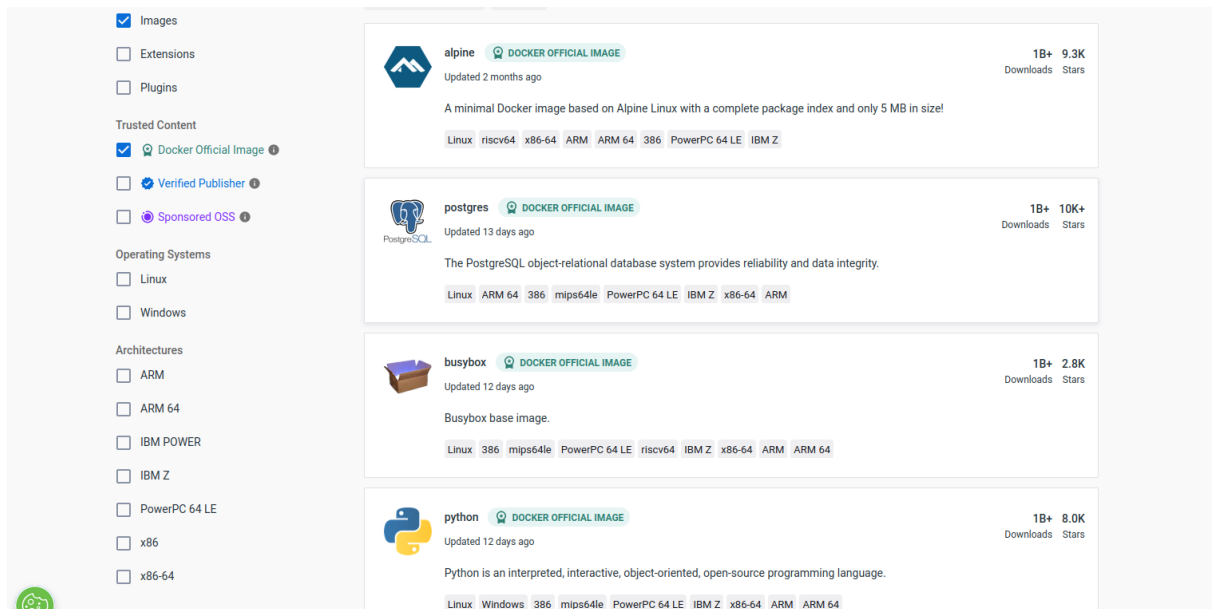 Images
Extensions
Plugins
Trusted Content
Docker Official Image
Verified Publisher
Sponsored OSS
Operating Systems
Linux
Windows
Architectures
ARM
ARM 64
IBM POWER
IBM Z
PowerPC 64 LE
x86
x86-64
alpine DOCKER OFFICIAL IMAGE 1B+ 9.3K
Updated 2 months ago Downloads Stars
A minimal Docker image based on Alpine Linux with a complete package index and only 5 MB in size!
Linux riscv64 x86-64 ARM ARM 64 386 PowerPC 64 LE IBM Z
postgres DOCKER OFFICIAL IMAGE 1B+ 10K+
Updated 13 days ago Downloads Stars
PostgreSQL
The PostgreSQL object-relational database system provides reliability and data integrity.
Linux ARM 64 386 mips64le PowerPC 64 LE IBM Z x86-64 ARM
busybox DOCKER OFFICIAL IMAGE 1B+ 2.8K
Updated 12 days ago Downloads Stars
Busybox base image.
Linux 386 mips64le PowerPC 64 LE riscv64 IBM Z x86-64 ARM ARM 64
python DOCKER OFFICIAL IMAGE 1B+ 8.0K
Updated 12 days ago Downloads Stars
Python is an interpreted, interactive, object-oriented, open-source programming language.
Linux Windows 386 mips64le PowerPC 64 LE IBM Z x86-64 ARM ARM 64